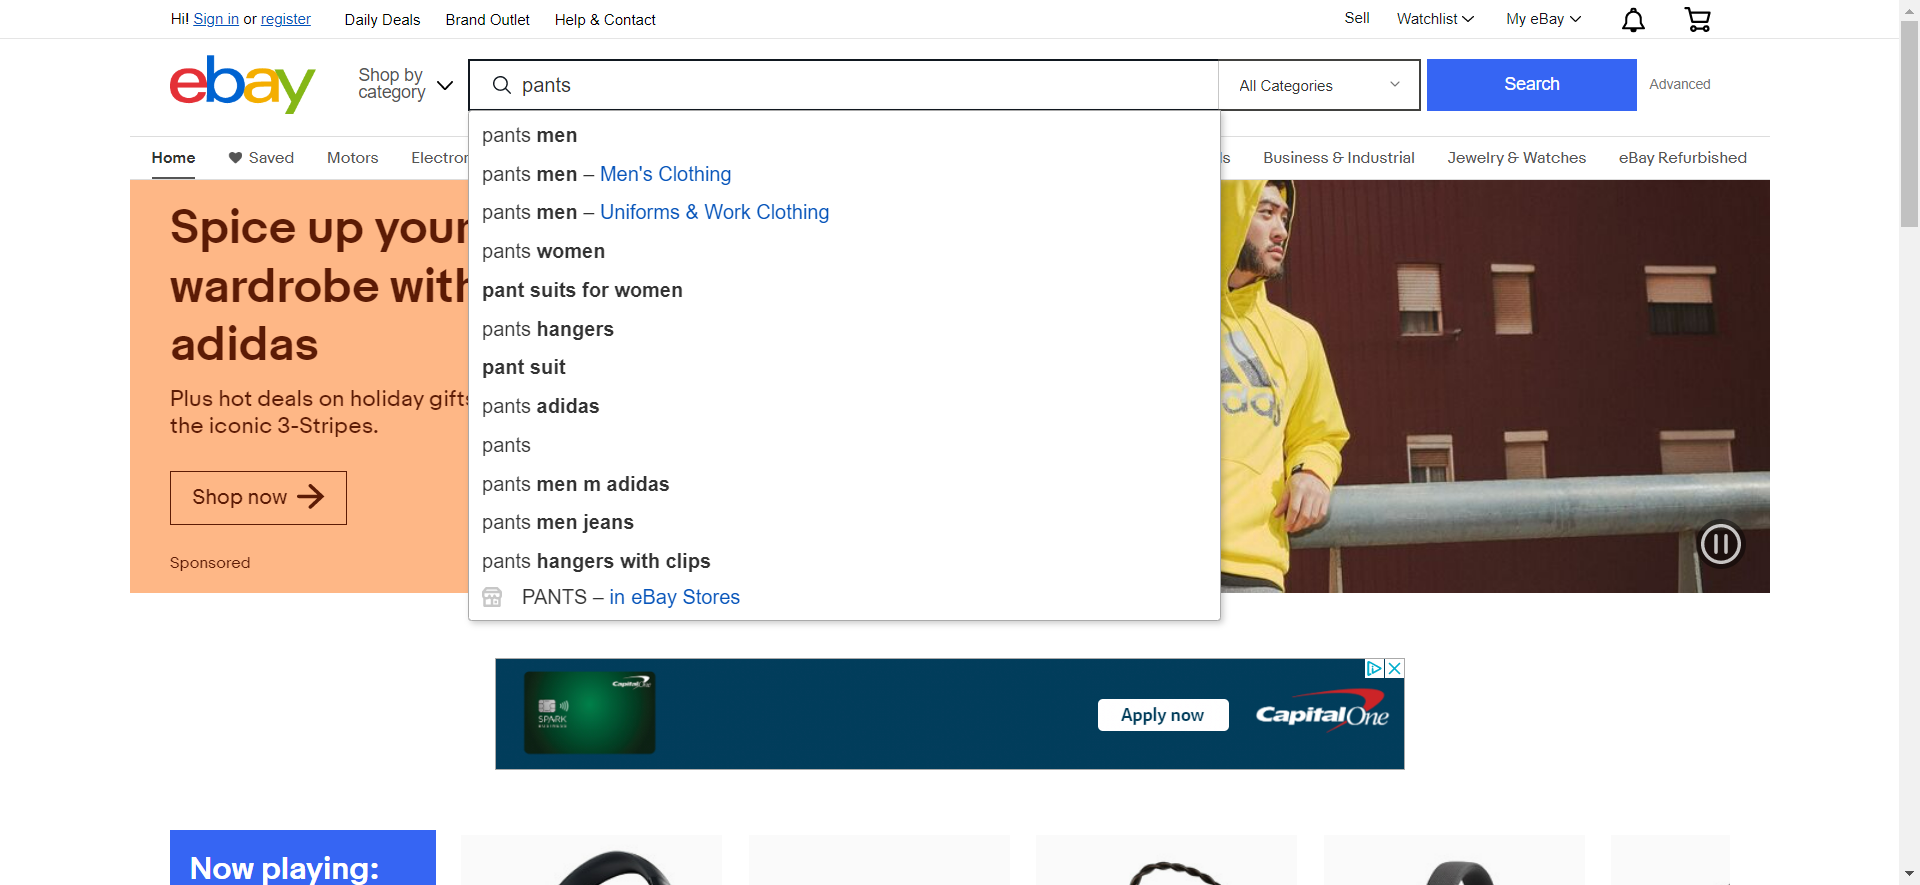 Hi! Sign in or register
Daily Deals
Brand Outlet
Help & Contact
Sell
Watchlist
My eBay
ebay
Shop by
category
pants
All Categories
Search
Advanced
Home
Saved
Motors
Business & Industrial
Jewelry & Watches
eBay Refurbished
pants men
pants men – Men's Clothing
pants men – Uniforms & Work Clothing
pants women
pant suits for women
pants hangers
pant suit
pants adidas
pants
pants men m adidas
pants men jeans
pants hangers with clips
PANTS – in eBay Stores
Spice up your
wardrobe with
adidas
Plus hot deals on holiday gifts
the iconic 3-Stripes.
Shop now
Sponsored
CapitalOne
SPARK
BUSINESS
Apply now
CapitalOne
Now playing: